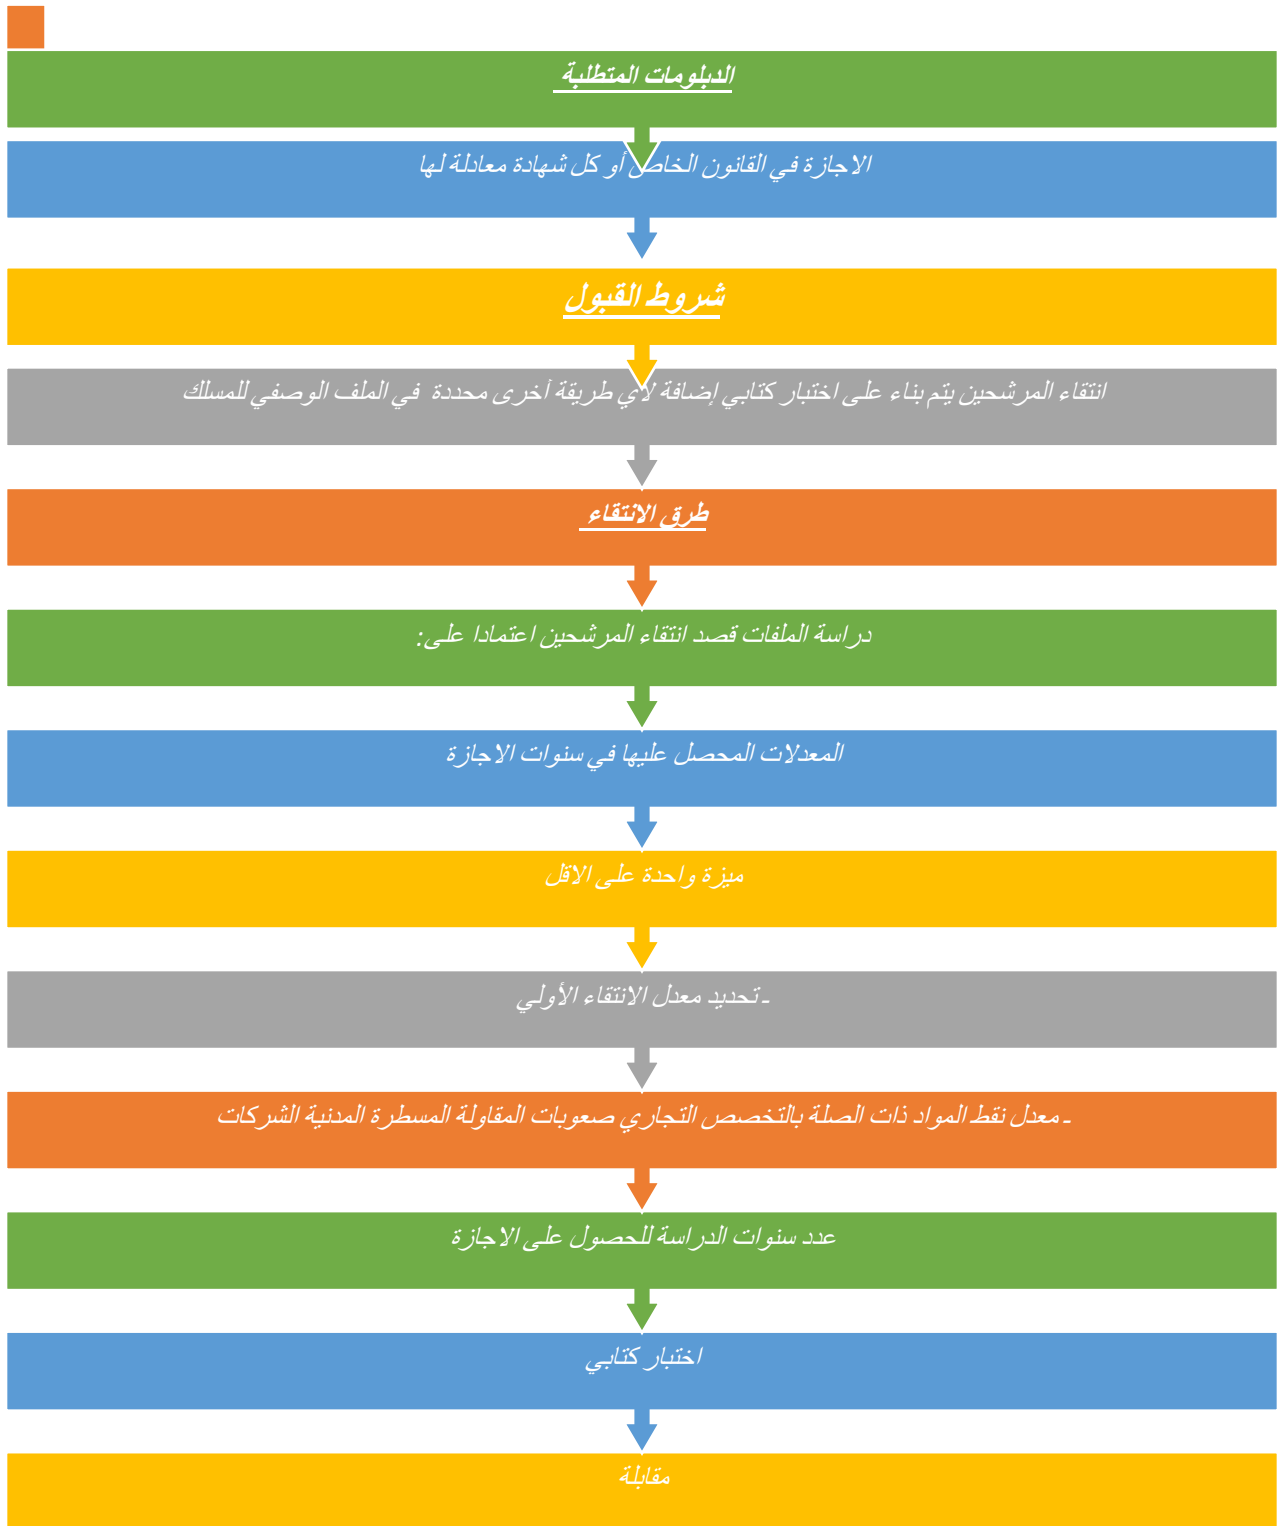 الدبلومات المتطلبة
الاجازة في القانون الخاص أو كل شهادة معادلة لها
شروط القبول
انتقاء المرشحين يتم بناء على اختبار كتابي إضافة لأي طريقة أخرى محددة في الملف الوصفي للمسلك
طرق الانتقاء
دراسة الملفات قصد انتقاء المرشحين اعتمادا على:
المعدلات المحصل عليها في سنوات الاجازة
ميزة واحدة على الاقل
ـ تحديد معدل الانتقاء الأولي
ـ معدل نقط المواد ذات الصلة بالتخصص التجاري صعوبات المقاولة المسطرة المدنية الشركات
عدد سنوات الدراسة للحصول على الاجازة
اختبار كتابي
مقابلة